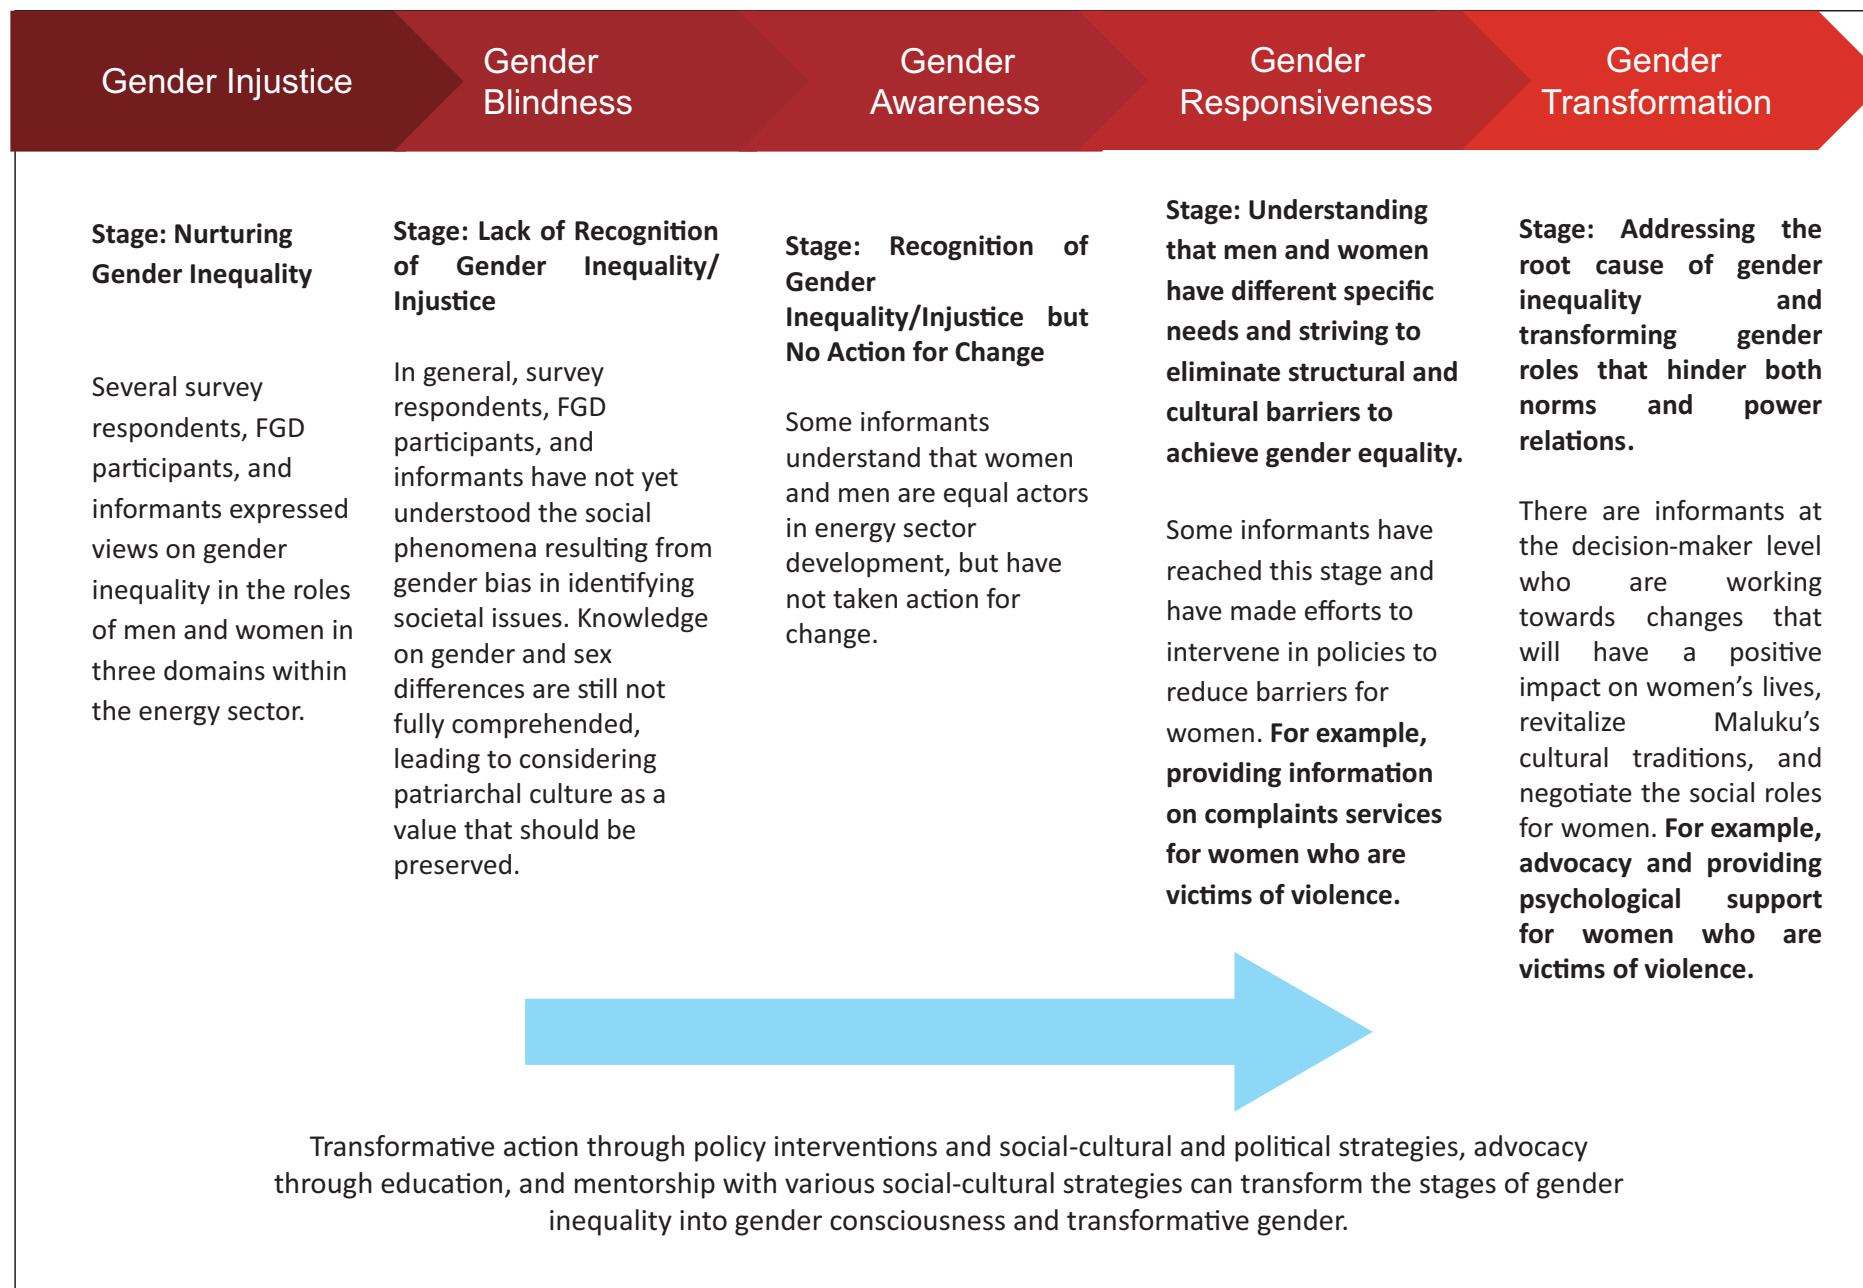 Gender Injustice
Gender
Blindness
Gender
Awareness
Gender
Responsiveness
Gender
Transformation
Stage: Nurturing
Gender Inequality
Several survey
respondents, FGD
participants, and
informants expressed
views on gender
inequality in the roles
of men and women in
three domains within
the energy sector.
Stage: Lack of Recognition
of Gender Inequality/
Injustice
In general, survey
respondents, FGD
participants, and
informants have not yet
understood the social
phenomena resulting from
gender bias in identifying
societal issues. Knowledge
on gender and sex
differences are still not
fully comprehended,
leading to considering
patriarchal culture as a
value that should be
preserved.
Stage: Recognition of
Gender
Inequality/Injustice but
No Action for Change
Some informants
understand that women
and men are equal actors
in energy sector
development, but have
not taken action for
change.
Stage: Understanding
that men and women
have different specific
needs and striving to
eliminate structural and
cultural barriers to
achieve gender equality.
Some informants have
reached this stage and
have made efforts to
intervene in policies to
reduce barriers for
women. For example,
providing information
on complaints services
for women who are
victims of violence.
Stage: Addressing the
root cause of gender
inequality and
transforming gender
roles that hinder both
norms and power
relations.
There are informants at
the decision-maker level
who are working
towards changes that
will have a positive
impact on women’s lives,
revitalize Maluku’s
cultural traditions, and
negotiate the social roles
for women. For example,
advocacy and providing
psychological support
for women who are
victims of violence.
Transformative action through policy interventions and social-cultural and political strategies, advocacy
through education, and mentorship with various social-cultural strategies can transform the stages of gender
inequality into gender consciousness and transformative gender.